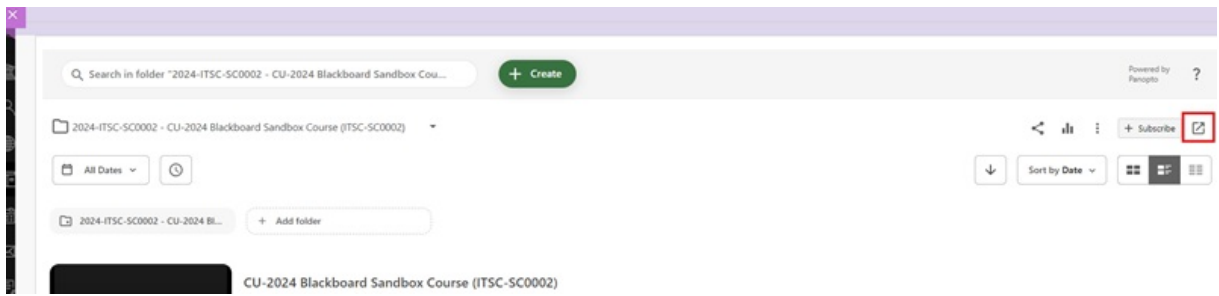 Search in folder "2024-ITSC-SC0002 - CU-2024 Blackboard Sandbox Cou...
+ Create
Powered by
Panopto
?
2024-ITSC-SC0002 - CU-2024 Blackboard Sandbox Course (ITSC-SC0002)
+ Subscribe
All Dates
Sort by Date
2024-ITSC-SC0002 - CU-2024 Bl...
+ Add folder
CU-2024 Blackboard Sandbox Course (ITSC-SC0002)